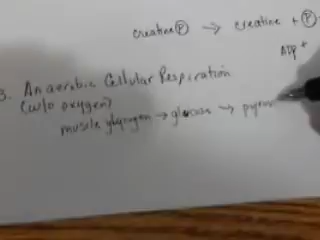 creatine Ⓟ → creatine + Ⓟ
ADP +
3. Anaerobic Cellular Respiration
(w/o oxygen)
muscle glycogen → glucose →